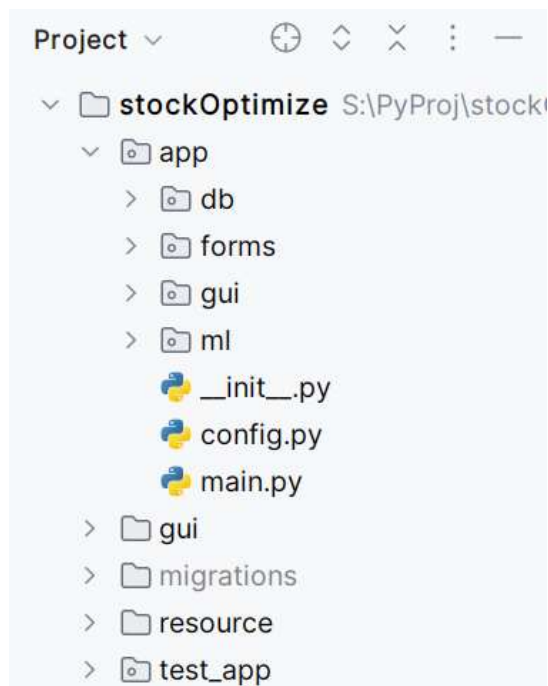 Project
stockOptimize S:\PyProj\stock
app
db
forms
gui
ml
__init__.py
config.py
main.py
gui
migrations
resource
test_app